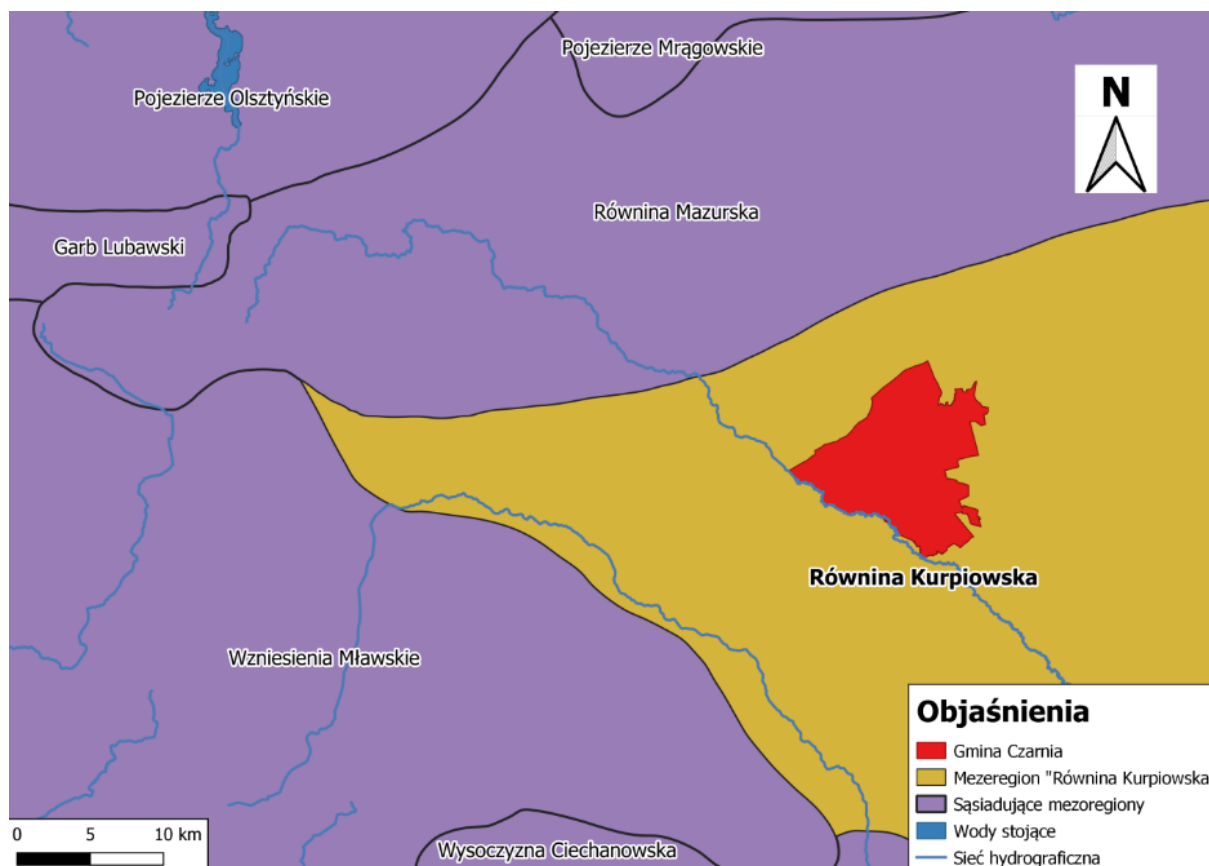 Pojezierze Mrągowskie
N
Pojezierze Olsztyńskie
Równina Mazurska
Garb Lubawski
Równina Kurpiowska
Wzniesienia Mławskie
Wysoczyzna Ciechanowska
Objaśnienia
Gmina Czarnia
Mezeregion "Równina Kurpiowska
Sąsiadujące mezoregiony
Wody stojące
Sieć hydrograficzna
0 5 10 km